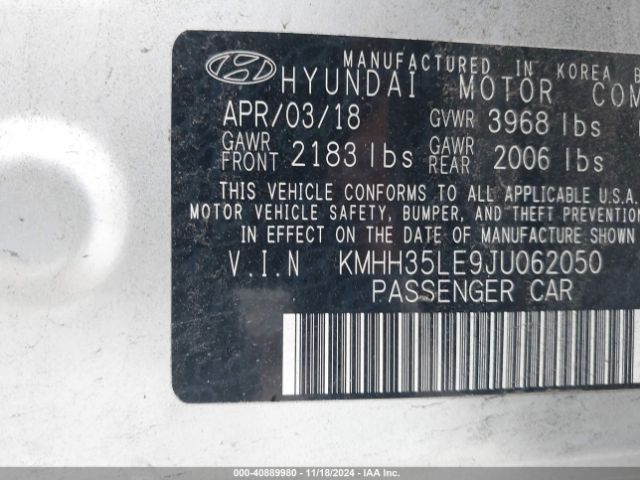 MANUFACTURED IN KOREA B
HYUNDAI MOTOR COM
APR/03/18 GVWR 3968 lbs
GAWR FRONT 2183 lbs GAWR REAR 2006 lbs
THIS VEHICLE CONFORMS TO ALL APPLICABLE U.S.A.
MOTOR VEHICLE SAFETY, BUMPER, AND THEFT PREVENTION
IN EFFECT ON THE DATE OF MANUFACTURE SHOWN
V.I.N KMHH35LE9JU062050
PASSENGER CAR
000-40889980 • 11/18/2024 • IAA Inc.